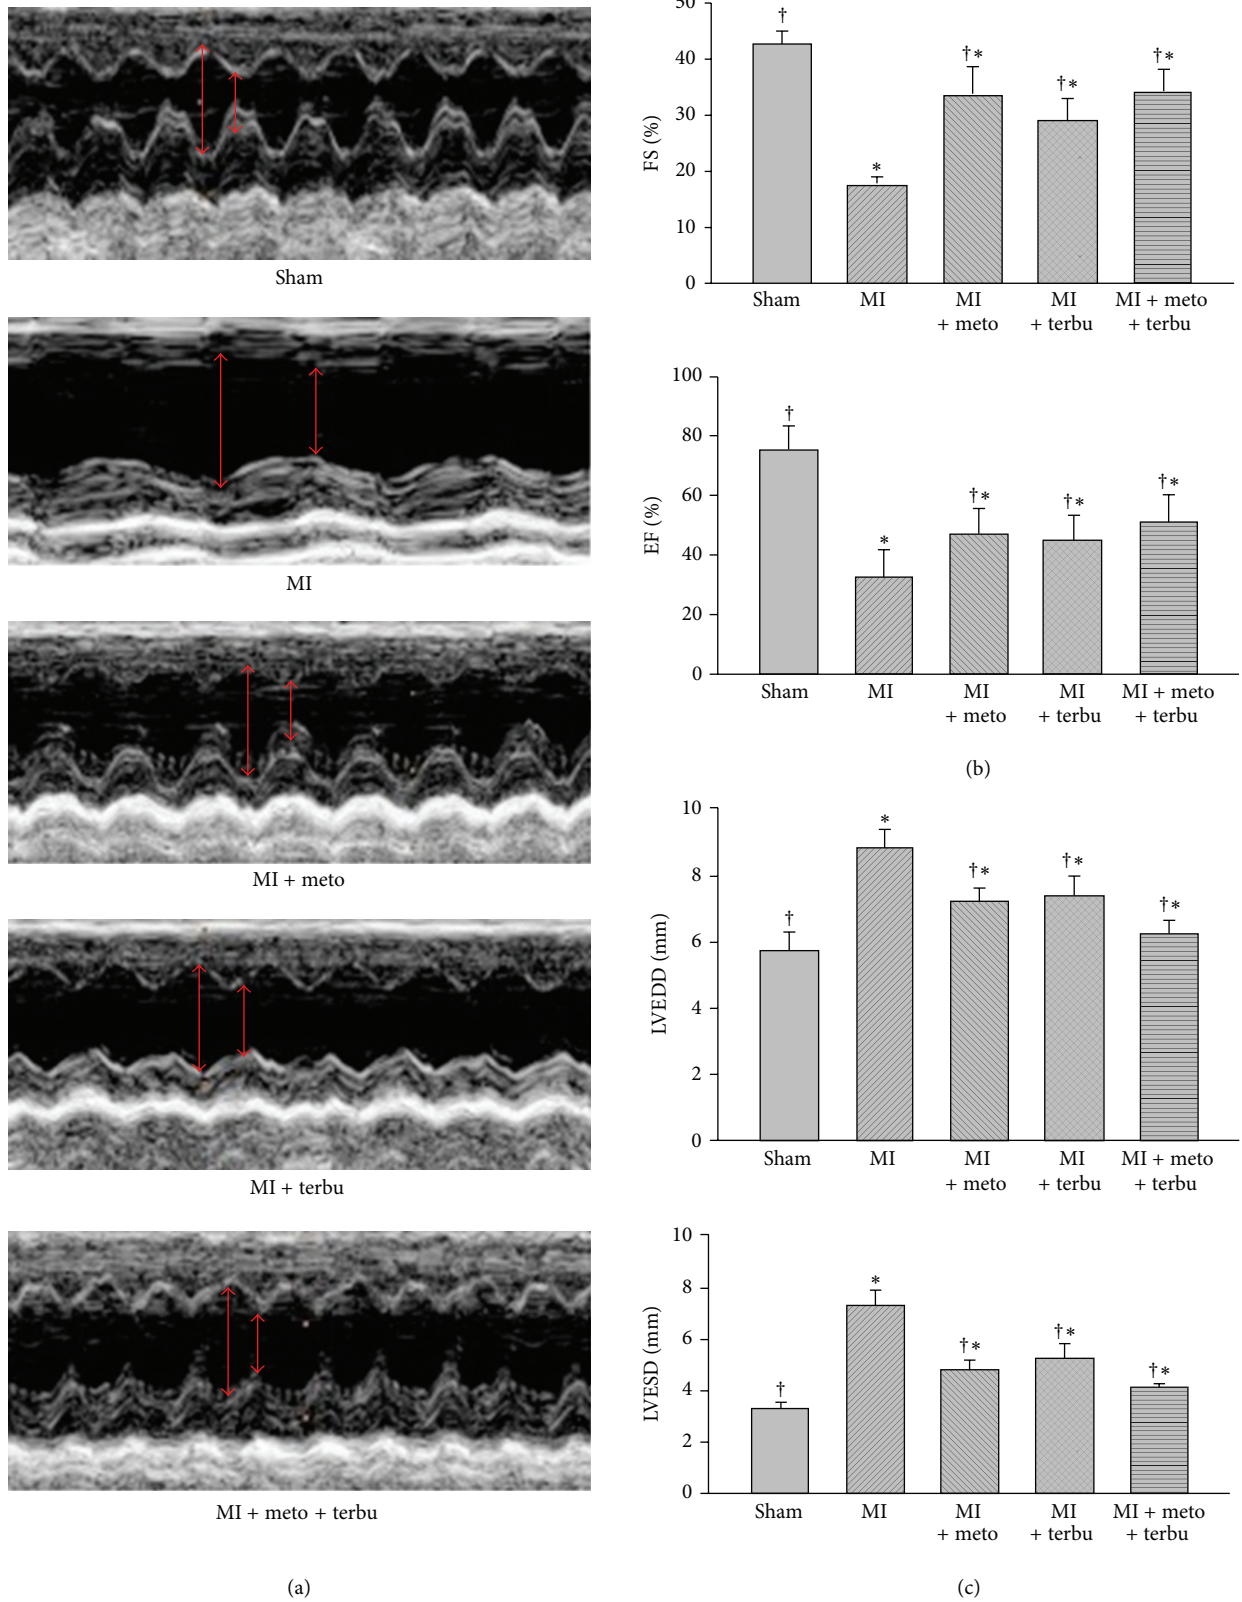 Sham
MI
MI + meto
MI + terbu
MI + meto + terbu
(a)
50
40
30
20
10
0
FS (%)
†
*
†*
†*
†*
Sham
MI
MI
+ meto
MI
+ terbu
MI + meto
+ terbu
100
80
60
40
20
0
EF (%)
†
*
†*
†*
†*
Sham
MI
MI
+ meto
MI
+ terbu
MI + meto
+ terbu
(b)
10
8
6
4
2
0
LVEDD (mm)
†
*
†*
†*
†*
Sham
MI
MI
+ meto
MI
+ terbu
MI + meto
+ terbu
10
8
6
4
2
0
LVESD (mm)
†
*
†*
†*
†*
Sham
MI
MI
+ meto
MI
+ terbu
MI + meto
+ terbu
(c)